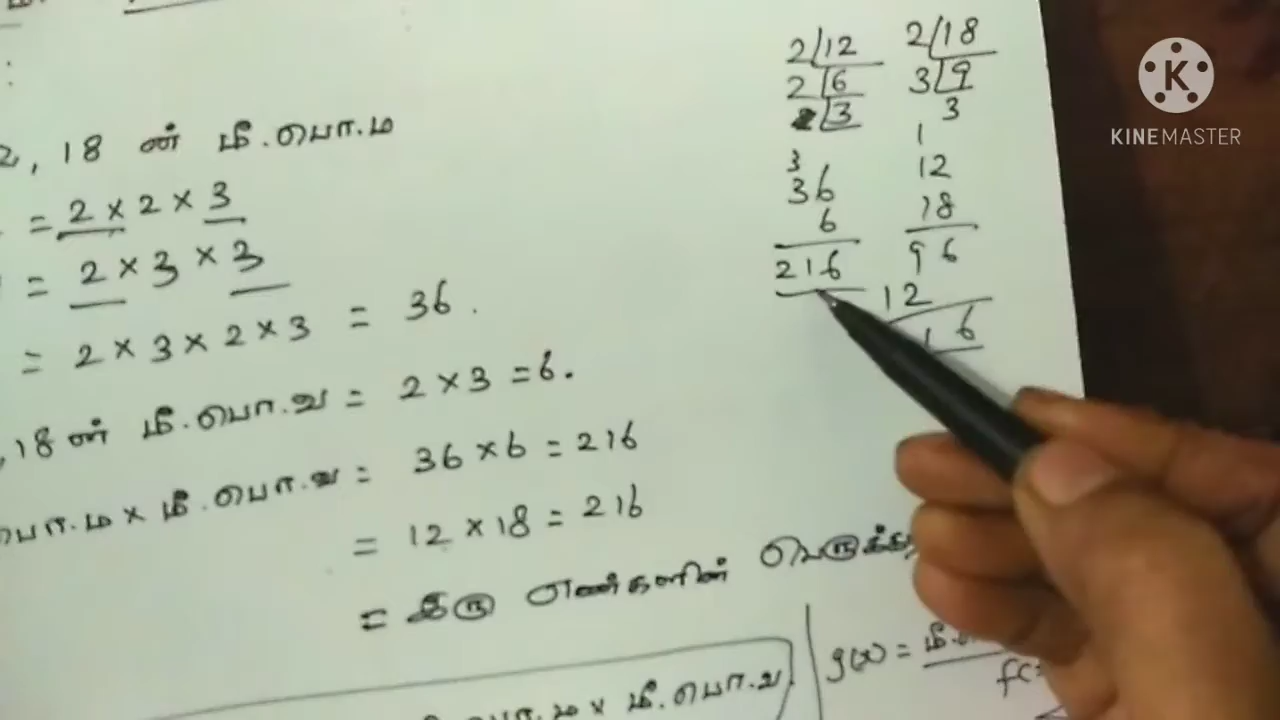 , 18 ன் மீ.பொ.ம
= 2 × 2 × 3
= 2 × 3 × 3
= 2 × 3 × 2 × 3 = 36.
, 18 ன் மீ.பொ.வ = 2 × 3 = 6.
பொ.ம × மீ.பொ.வ = 36 × 6 = 216
= 12 × 18 = 216
= இரு எண்களின்
பொ.ம × மீ.பொ.வ
g(x) =
2 12
2 6
3
2 18
3 9
3
3
36
6
216
1
12
18
96
12
16
KINEMASTER